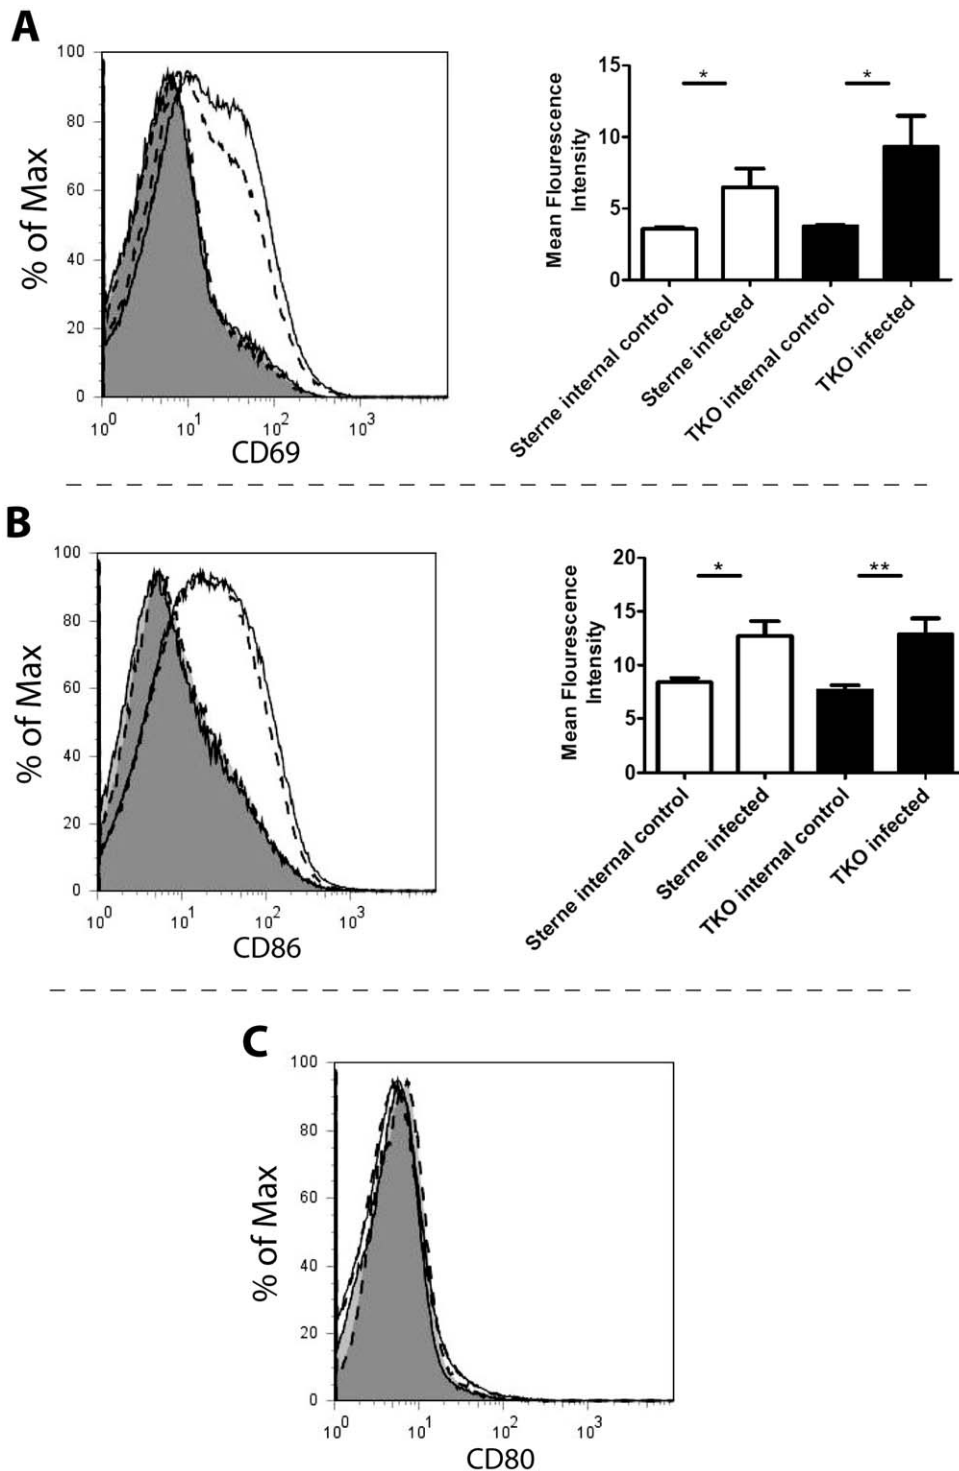 A
% of Max
100
80
60
40
20
0
10^0 10^1 10^2 10^3
CD69
Mean Flourescence
Intensity
15
10
5
0
* *
Sterne internal control
Sterne infected
TKO internal control
TKO infected
B
% of Max
100
80
60
40
20
0
10^0 10^1 10^2 10^3
CD86
Mean Flourescence
Intensity
20
15
10
5
0
* **
Sterne internal control
Sterne infected
TKO internal control
TKO infected
C
% of Max
100
80
60
40
20
0
10^0 10^1 10^2 10^3
CD80